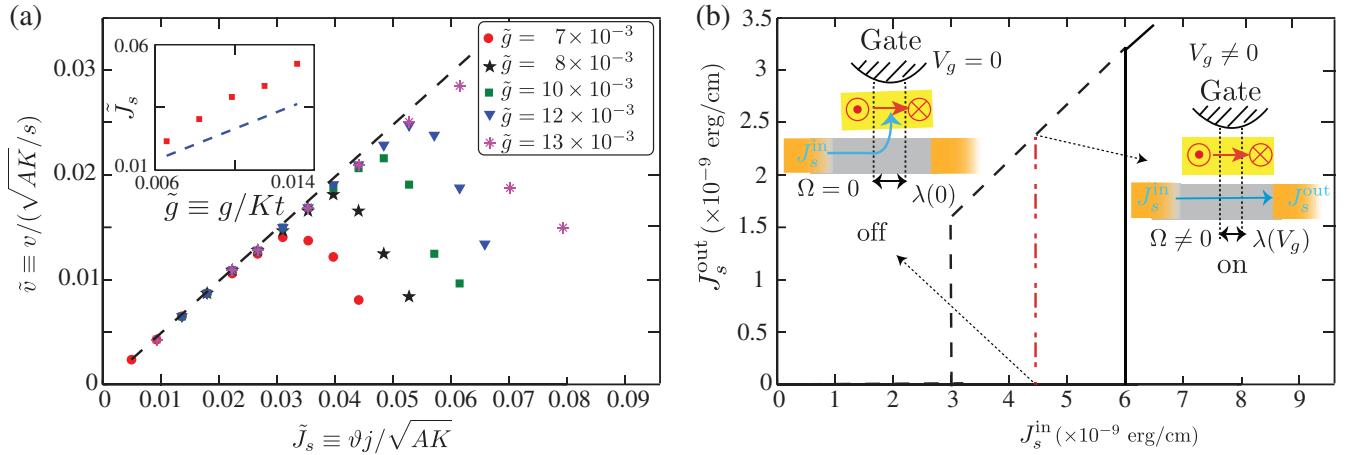 (a)
0.03
0.02
0.01
0
ṽ ≡ v/(√AK/s)
0.06
J̃s
0.01
0.006
0.014
g̃ ≡ g/Kt
g̃ = 7 × 10⁻³
g̃ = 8 × 10⁻³
g̃ = 10 × 10⁻³
g̃ = 12 × 10⁻³
g̃ = 13 × 10⁻³
0 0.01 0.02 0.03 0.04 0.05 0.06 0.07 0.08 0.09
J̃s ≡ ϑj/√AK
(b)
3.5
3
2.5
2
1.5
1
0.5
0
Jsout (×10⁻⁹ erg/cm)
Gate
Vg = 0
Jsin
Ω = 0
λ(0)
off
Vg ≠ 0
Gate
Jsin
Jsout
Ω ≠ 0
λ(Vg)
on
0 1 2 3 4 5 6 7 8 9
Jsin (×10⁻⁹ erg/cm)